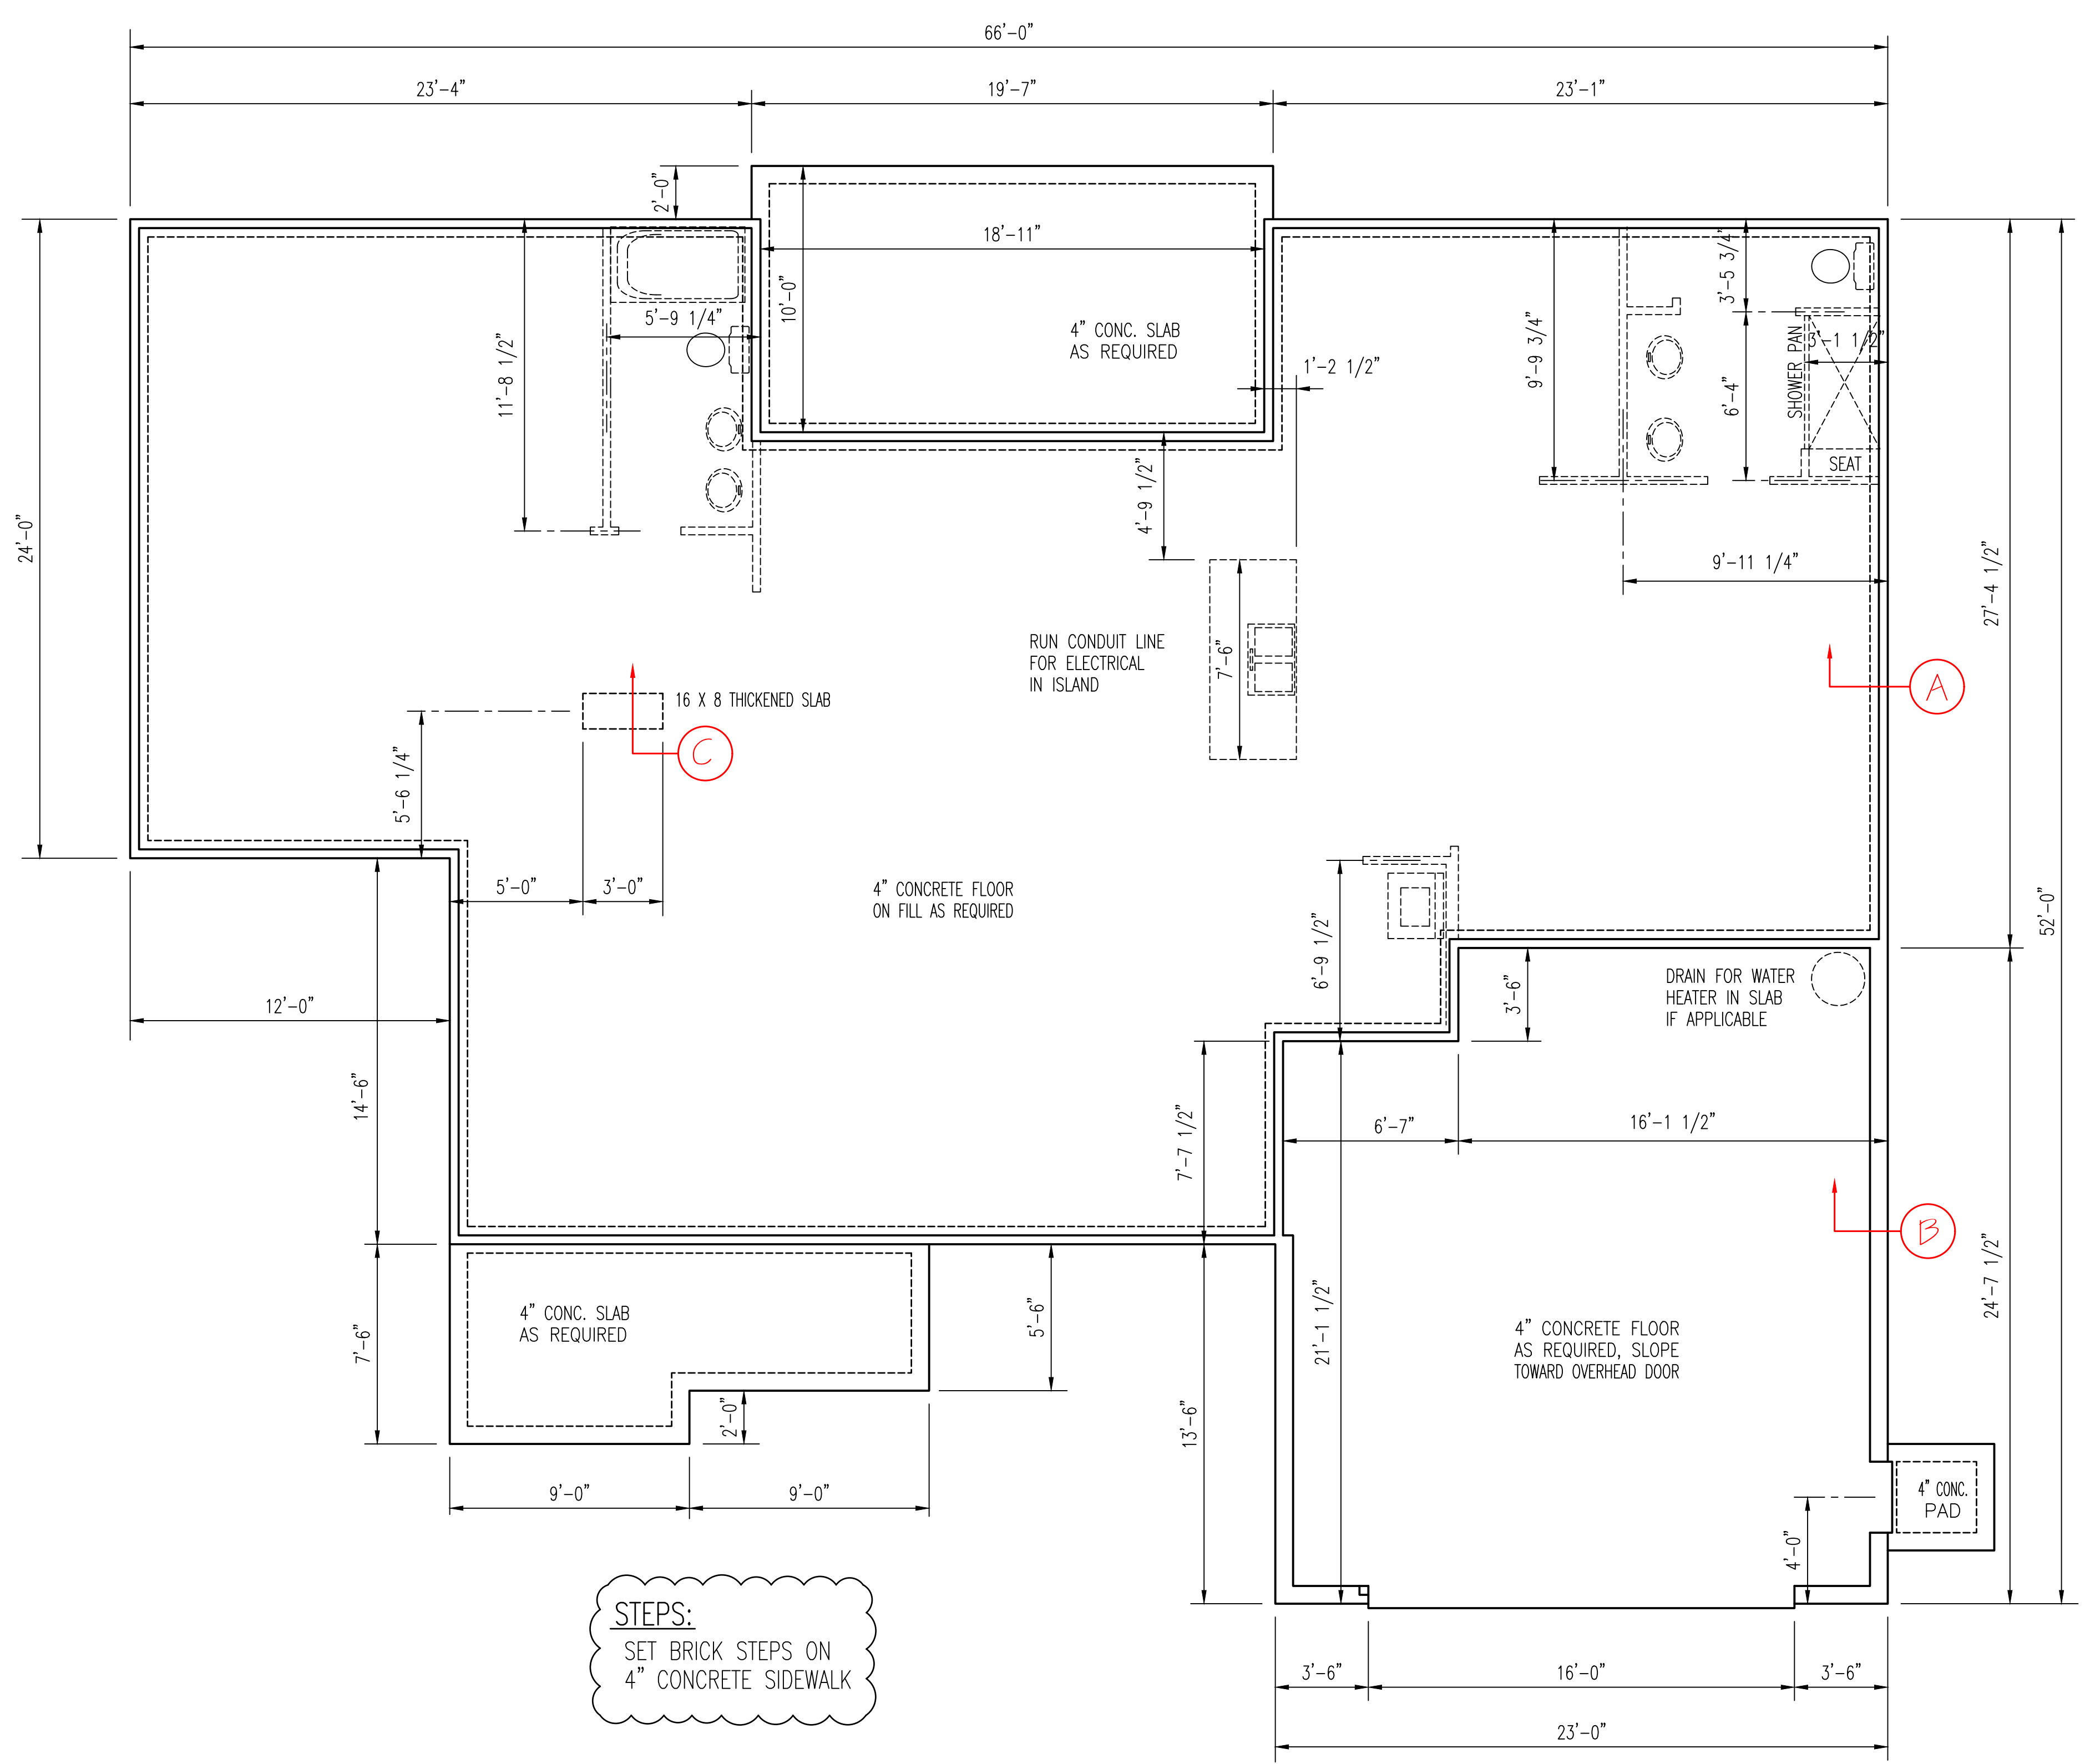 66'-0"
23'-4"
19'-7"
23'-1"
2'-0"
18'-11"
10'-0"
5'-9 1/4"
11'-8 1/2"
4" CONC. SLAB
AS REQUIRED
1'-2 1/2"
9'-9 3/4"
3'-5 3/4"
SHOWER PAN
3'-1 1/2"
6'-4"
SEAT
4'-9 1/2"
24'-0"
9'-11 1/4"
27'-4 1/2"
RUN CONDUIT LINE
FOR ELECTRICAL
IN ISLAND
7'-6"
A
16 X 8 THICKENED SLAB
C
5'-6 1/4"
5'-0"
3'-0"
4" CONCRETE FLOOR
ON FILL AS REQUIRED
52'-0"
6'-9 1/2"
3'-6"
DRAIN FOR WATER
HEATER IN SLAB
IF APPLICABLE
12'-0"
14'-6"
7'-7 1/2"
6'-7"
16'-1 1/2"
B
24'-7 1/2"
4" CONC. SLAB
AS REQUIRED
7'-6"
5'-6"
21'-1 1/2"
4" CONCRETE FLOOR
AS REQUIRED, SLOPE
TOWARD OVERHEAD DOOR
2'-0"
13'-6"
9'-0"
9'-0"
4" CONC.
PAD
4'-0"
STEPS:
SET BRICK STEPS ON
4" CONCRETE SIDEWALK
3'-6"
16'-0"
3'-6"
23'-0"